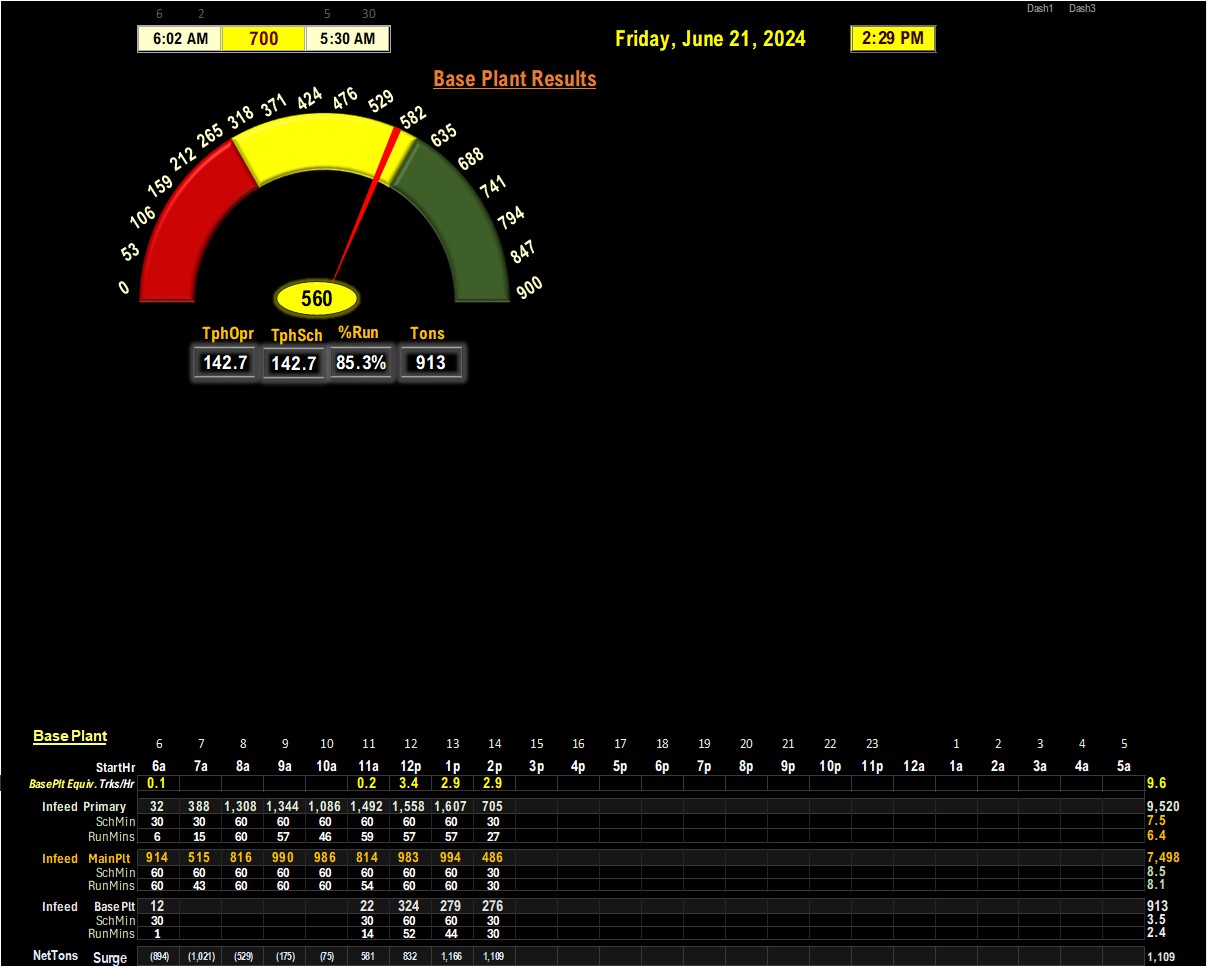 6 2 5 30 Dash1 Dash3
6:02 AM 700 5:30 AM Friday, June 21, 2024 2:29 PM
Base Plant Results
0 53 106 159 212 265 318 371 424 476 529 582 635 688 741 794 847 900
560
TphOpr TphSch %Run Tons
142.7 142.7 85.3% 913
Base Plant
6 7 8 9 10 11 12 13 14 15 16 17 18 19 20 21 22 23 1 2 3 4 5
StartHr 6a 7a 8a 9a 10a 11a 12p 1p 2p 3p 4p 5p 6p 7p 8p 9p 10p 11p 12a 1a 2a 3a 4a 5a
BasePlt Equiv. Trks/Hr 0.1 0.2 3.4 2.9 2.9 9.6
Infeed Primary 32 388 1,308 1,344 1,086 1,492 1,558 1,607 705 9,520
SchMin 30 30 60 60 60 60 60 60 30 7.5
RunMins 6 15 60 57 46 59 57 57 27 6.4
Infeed MainPlt 914 515 816 990 986 814 983 994 486 7,498
SchMin 60 60 60 60 60 60 60 60 30 8.5
RunMins 60 43 60 60 60 54 60 60 30 8.1
Infeed BasePlt 12 22 324 279 276 913
SchMin 30 30 60 60 30 3.5
RunMins 1 14 52 44 30 2.4
NetTons Surge (894) (1,021) (529) (175) (75) 581 832 1,166 1,109 1,109